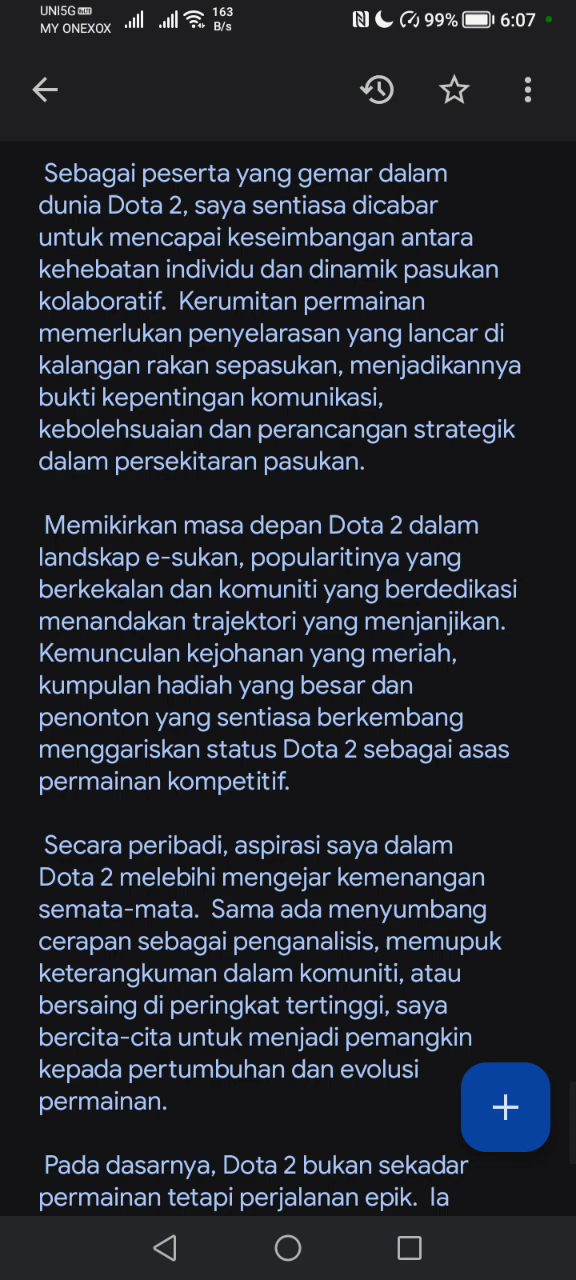 UNI5G
MY ONEXOX
163
B/s
99%
6:07
Sebagai peserta yang gemar dalam
dunia Dota 2, saya sentiasa dicabar
untuk mencapai keseimbangan antara
kehebatan individu dan dinamik pasukan
kolaboratif. Kerumitan permainan
memerlukan penyelarasan yang lancar di
kalangan rakan sepasukan, menjadikannya
bukti kepentingan komunikasi,
kebolehsuaian dan perancangan strategik
dalam persekitaran pasukan.
Memikirkan masa depan Dota 2 dalam
landskap e-sukan, popularitinya yang
berkekalan dan komuniti yang berdedikasi
menandakan trajektori yang menjanjikan.
Kemunculan kejohanan yang meriah,
kumpulan hadiah yang besar dan
penonton yang sentiasa berkembang
menggariskan status Dota 2 sebagai asas
permainan kompetitif.
Secara peribadi, aspirasi saya dalam
Dota 2 melebihi mengejar kemenangan
semata-mata. Sama ada menyumbang
cerapan sebagai penganalisis, memupuk
keterangkuman dalam komuniti, atau
bersaing di peringkat tertinggi, saya
bercita-cita untuk menjadi pemangkin
kepada pertumbuhan dan evolusi
permainan.
Pada dasarnya, Dota 2 bukan sekadar
permainan tetapi perjalanan epik. Ia